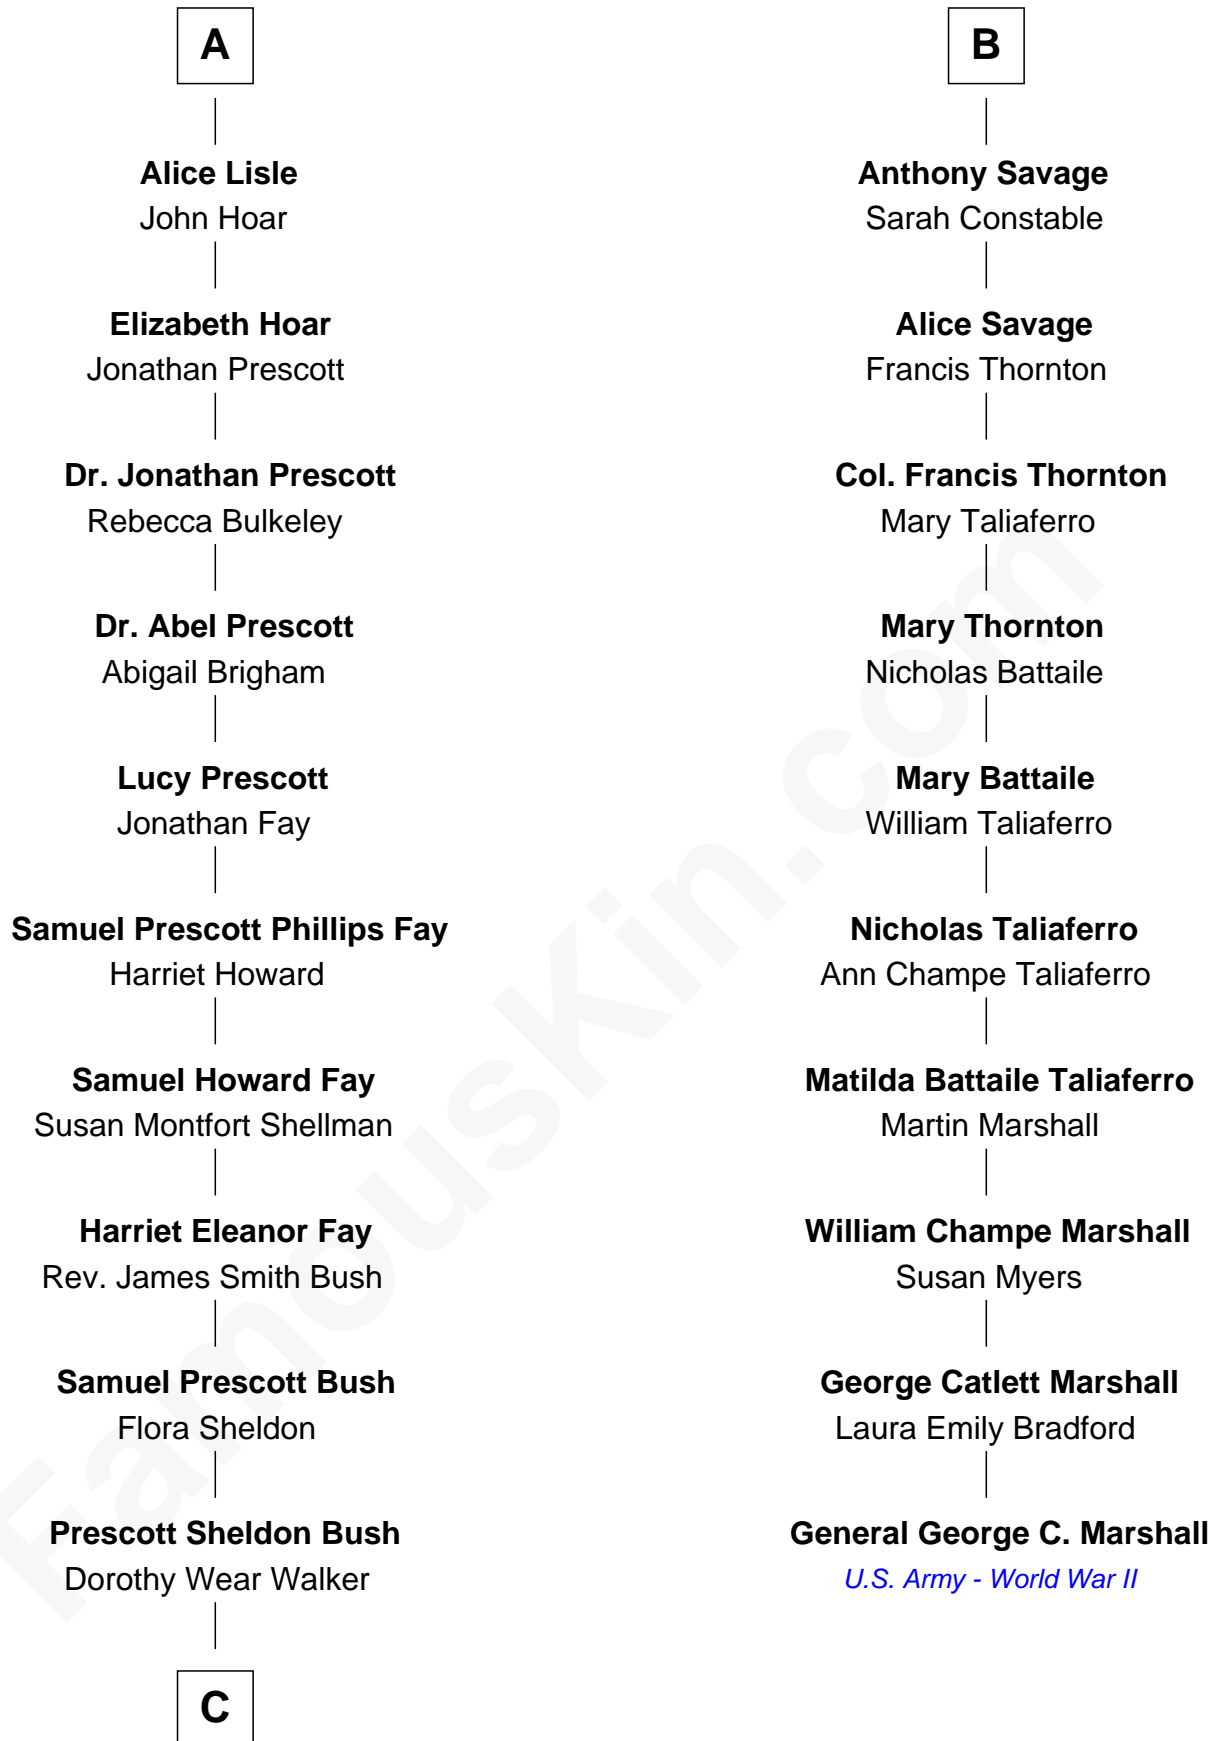 A
Alice Lisle
John Hoar
Elizabeth Hoar
Jonathan Prescott
Dr. Jonathan Prescott
Rebecca Bulkeley
Dr. Abel Prescott
Abigail Brigham
Lucy Prescott
Jonathan Fay
Samuel Prescott Phillips Fay
Harriet Howard
Samuel Howard Fay
Susan Montfort Shellman
Harriet Eleanor Fay
Rev. James Smith Bush
Samuel Prescott Bush
Flora Sheldon
Prescott Sheldon Bush
Dorothy Wear Walker
C
B
Anthony Savage
Sarah Constable
Alice Savage
Francis Thornton
Col. Francis Thornton
Mary Taliaferro
Mary Thornton
Nicholas Battaile
Mary Battaile
William Taliaferro
Nicholas Taliaferro
Ann Champe Taliaferro
Matilda Battaile Taliaferro
Martin Marshall
William Champe Marshall
Susan Myers
George Catlett Marshall
Laura Emily Bradford
General George C. Marshall
U.S. Army - World War II
FamousKin.com